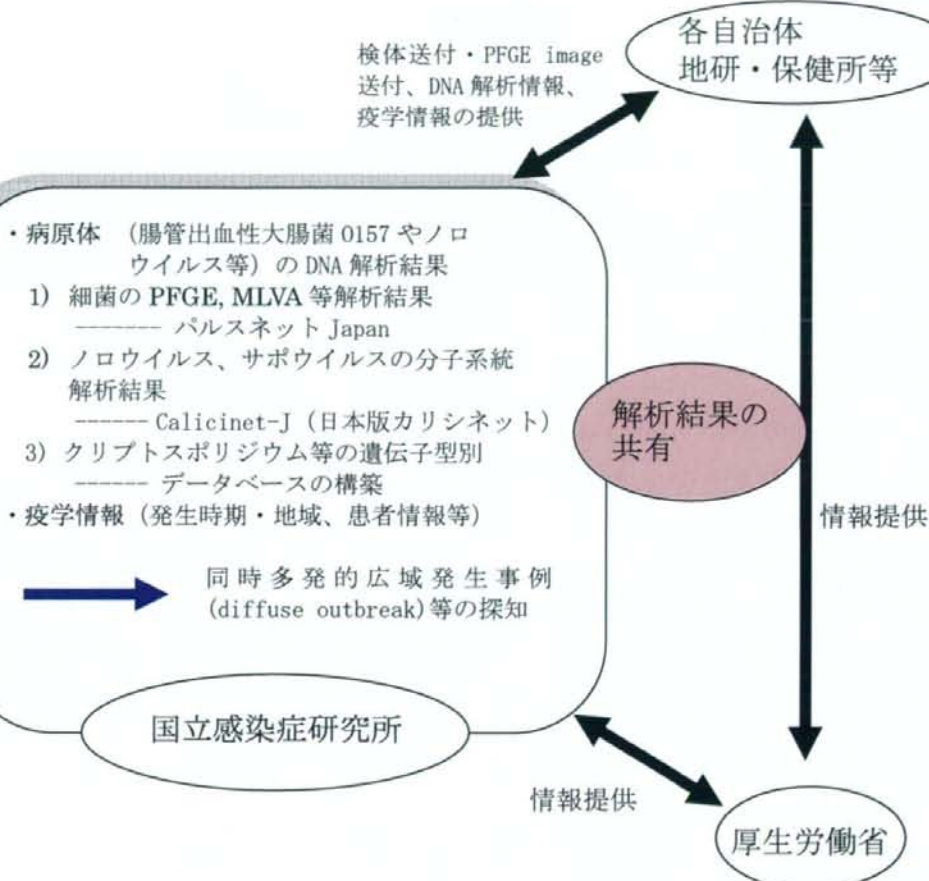 検体送付・PFGE image
送付、DNA 解析情報、
疫学情報の提供
各自治体
地研・保健所等
・病原体 (腸管出血性大腸菌 O157 やノロ
ウイルス等) の DNA 解析結果
1) 細菌の PFGE, MLVA 等解析結果
------- パルスネット Japan
2) ノロウイルス、サポウイルスの分子系統
解析結果
------ Calicinet-J (日本版カリシネット)
3) クリプトスポリジウム等の遺伝子型別
------ データベースの構築
・疫学情報 (発生時期・地域、患者情報等)
同時多発的広域発生事例
(diffuse outbreak)等の探知
解析結果の
共有
情報提供
国立感染症研究所
情報提供
厚生労働省